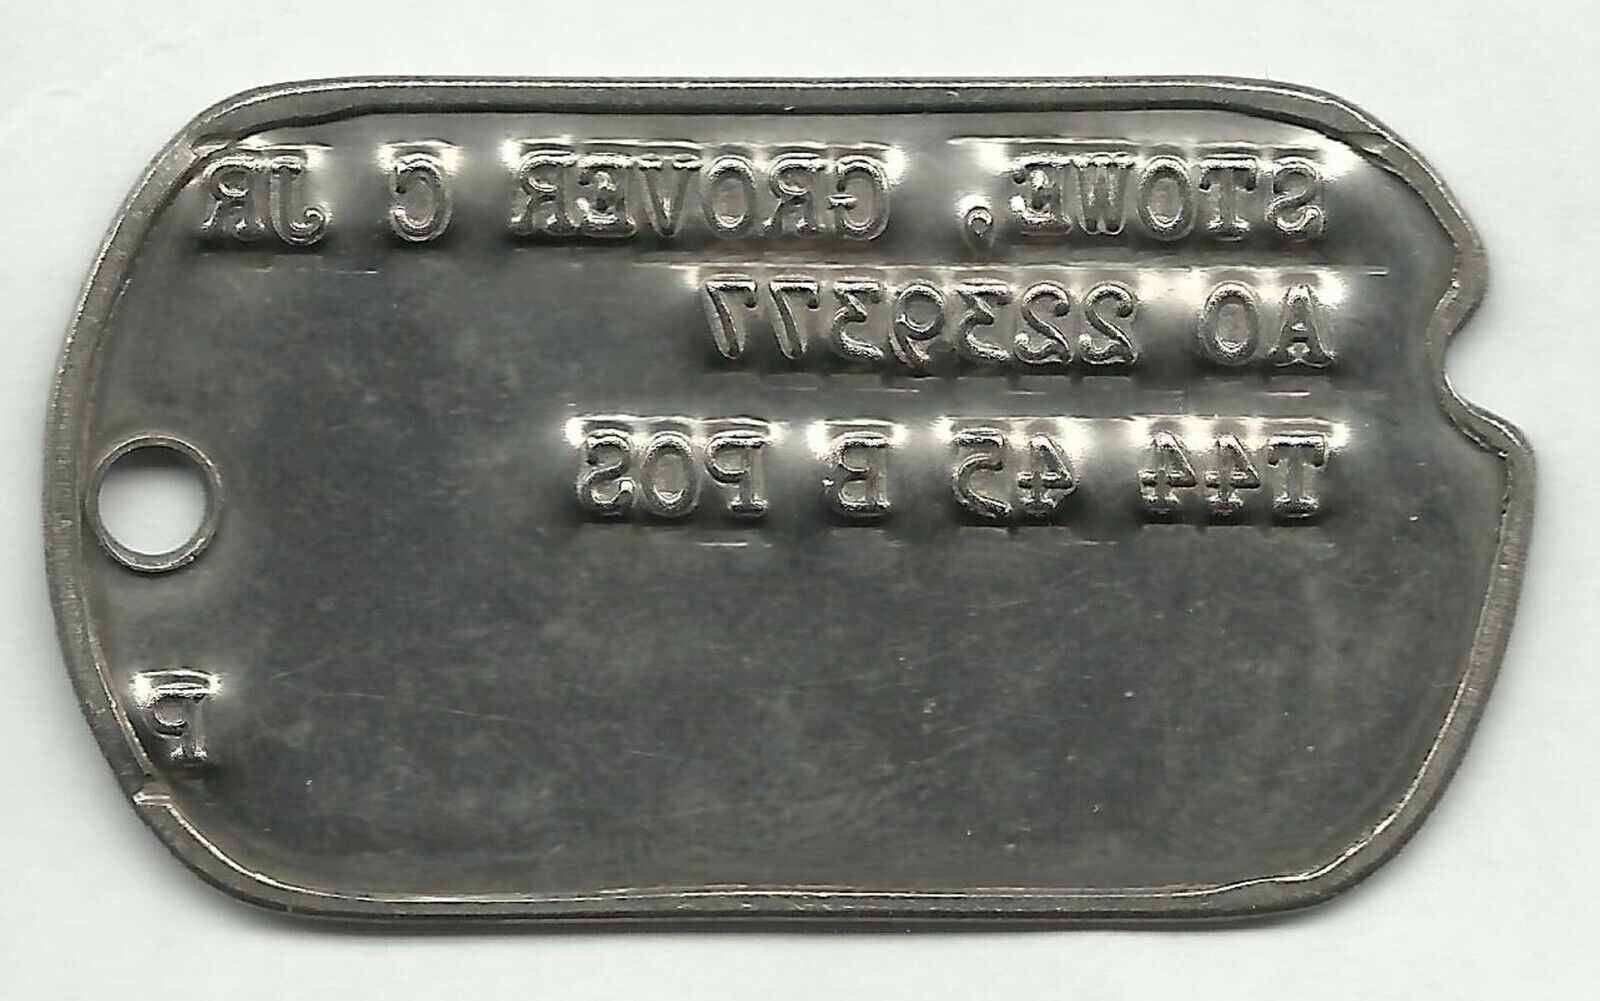 STOWE, GROVER C JR
AO 2239377
T44 45 B POS
P